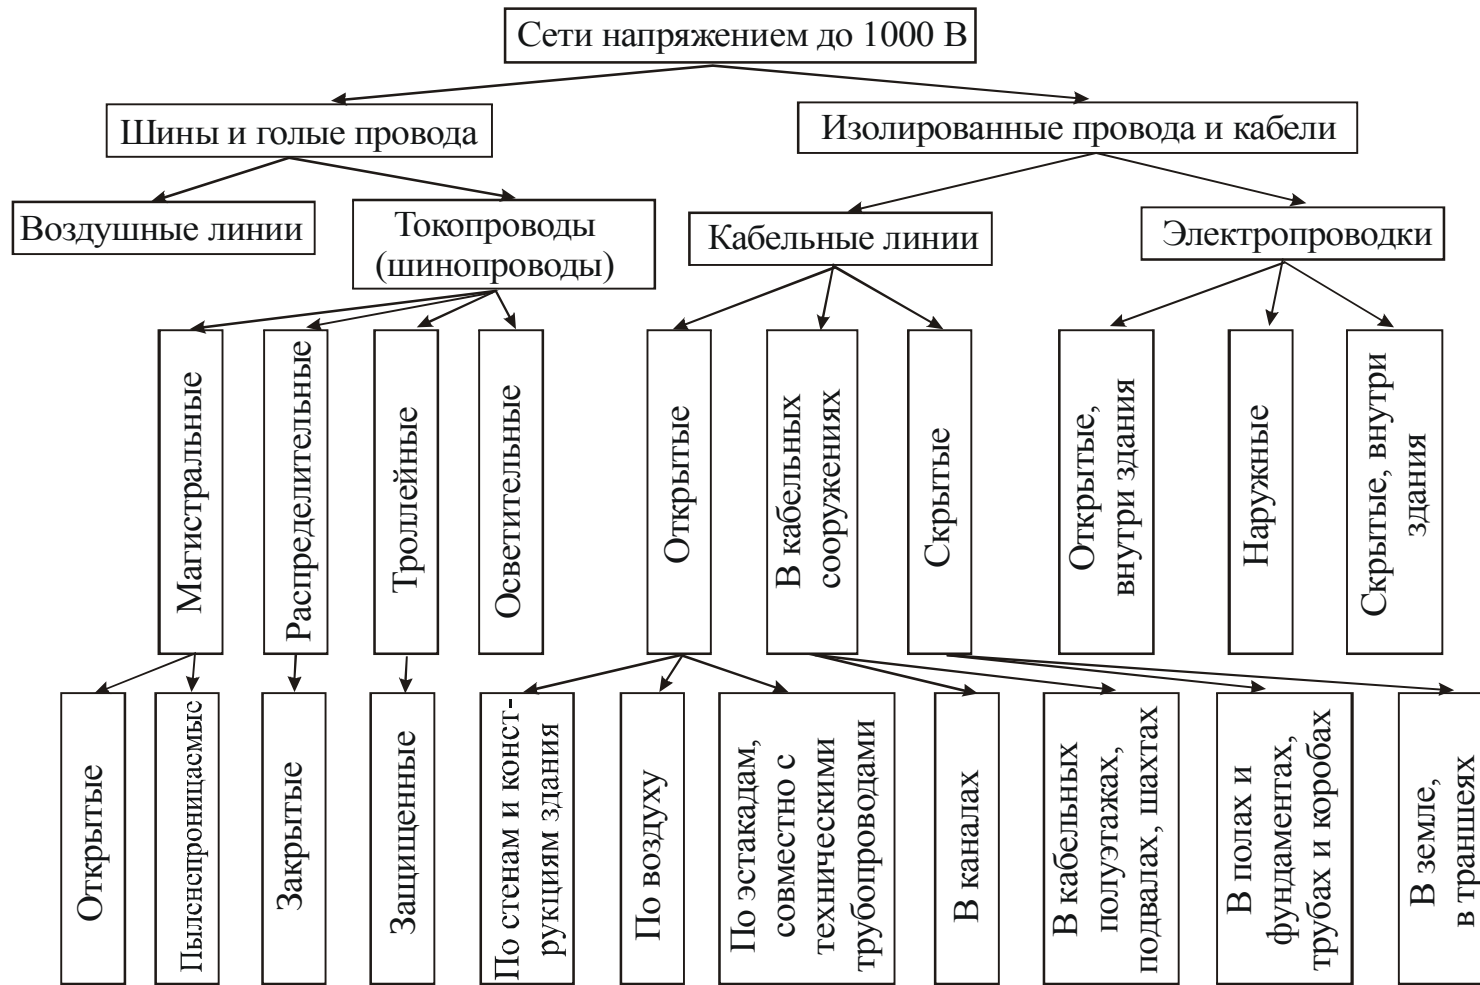 Сети напряжением до 1000 В
Шины и голые провода
Изолированные провода и кабели
Воздушные линии
Токопроводы
(шинопроводы)
Кабельные линии
Электропроводки
Магистральные
Распределительные
Троллейные
Осветительные
Открытые
В кабельных
сооружениях
Скрытые
Открытые,
внутри здания
Наружные
Скрытые, внутри
здания
Открытые
Пыленепроницаемые
Закрытые
Защищенные
По стенам и конст-
рукциям здания
По воздуху
По эстакадам,
совместно с
техническими
трубопроводами
В каналах
В кабельных
полуэтажах,
подвалах, шахтах
В полах и
фундаментах,
трубах и коробах
В земле,
в траншеях